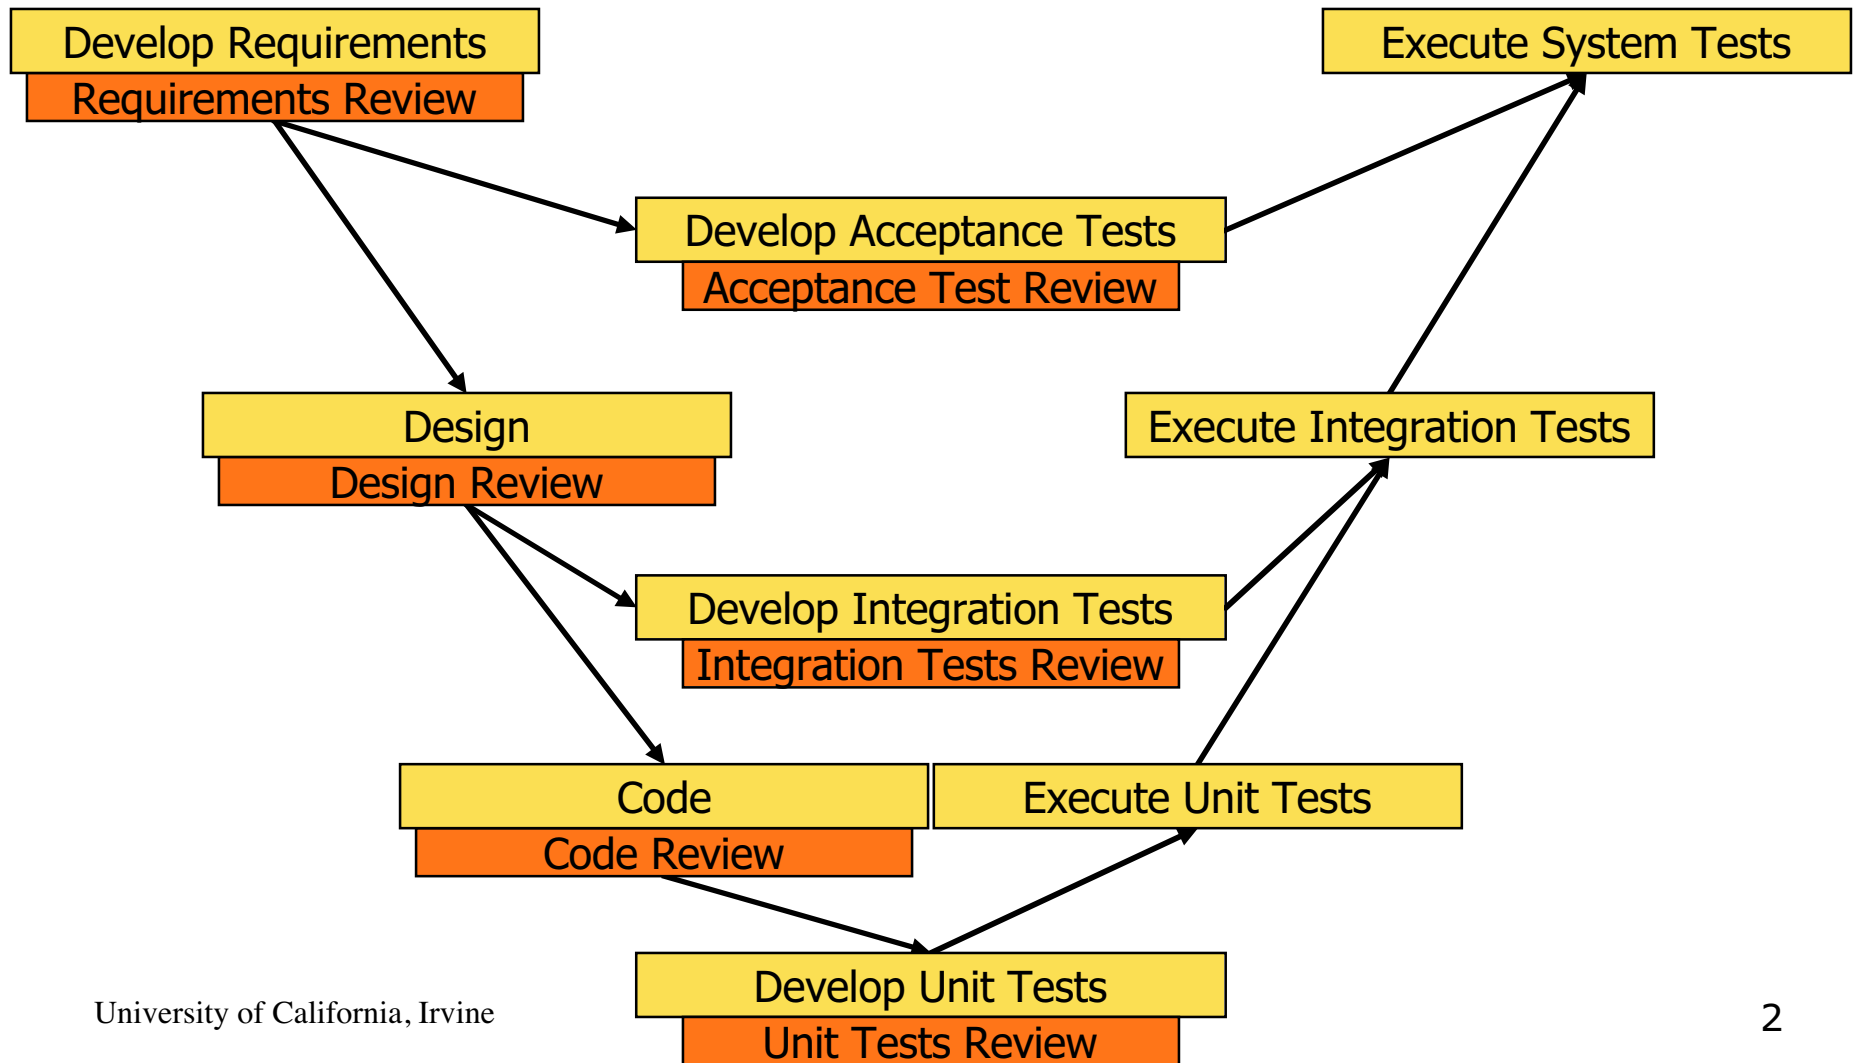 Develop Requirements
Requirements Review
Execute System Tests
Develop Acceptance Tests
Acceptance Test Review
Design
Design Review
Execute Integration Tests
Develop Integration Tests
Integration Tests Review
Code
Code Review
Execute Unit Tests
Develop Unit Tests
Unit Tests Review
University of California, Irvine
2